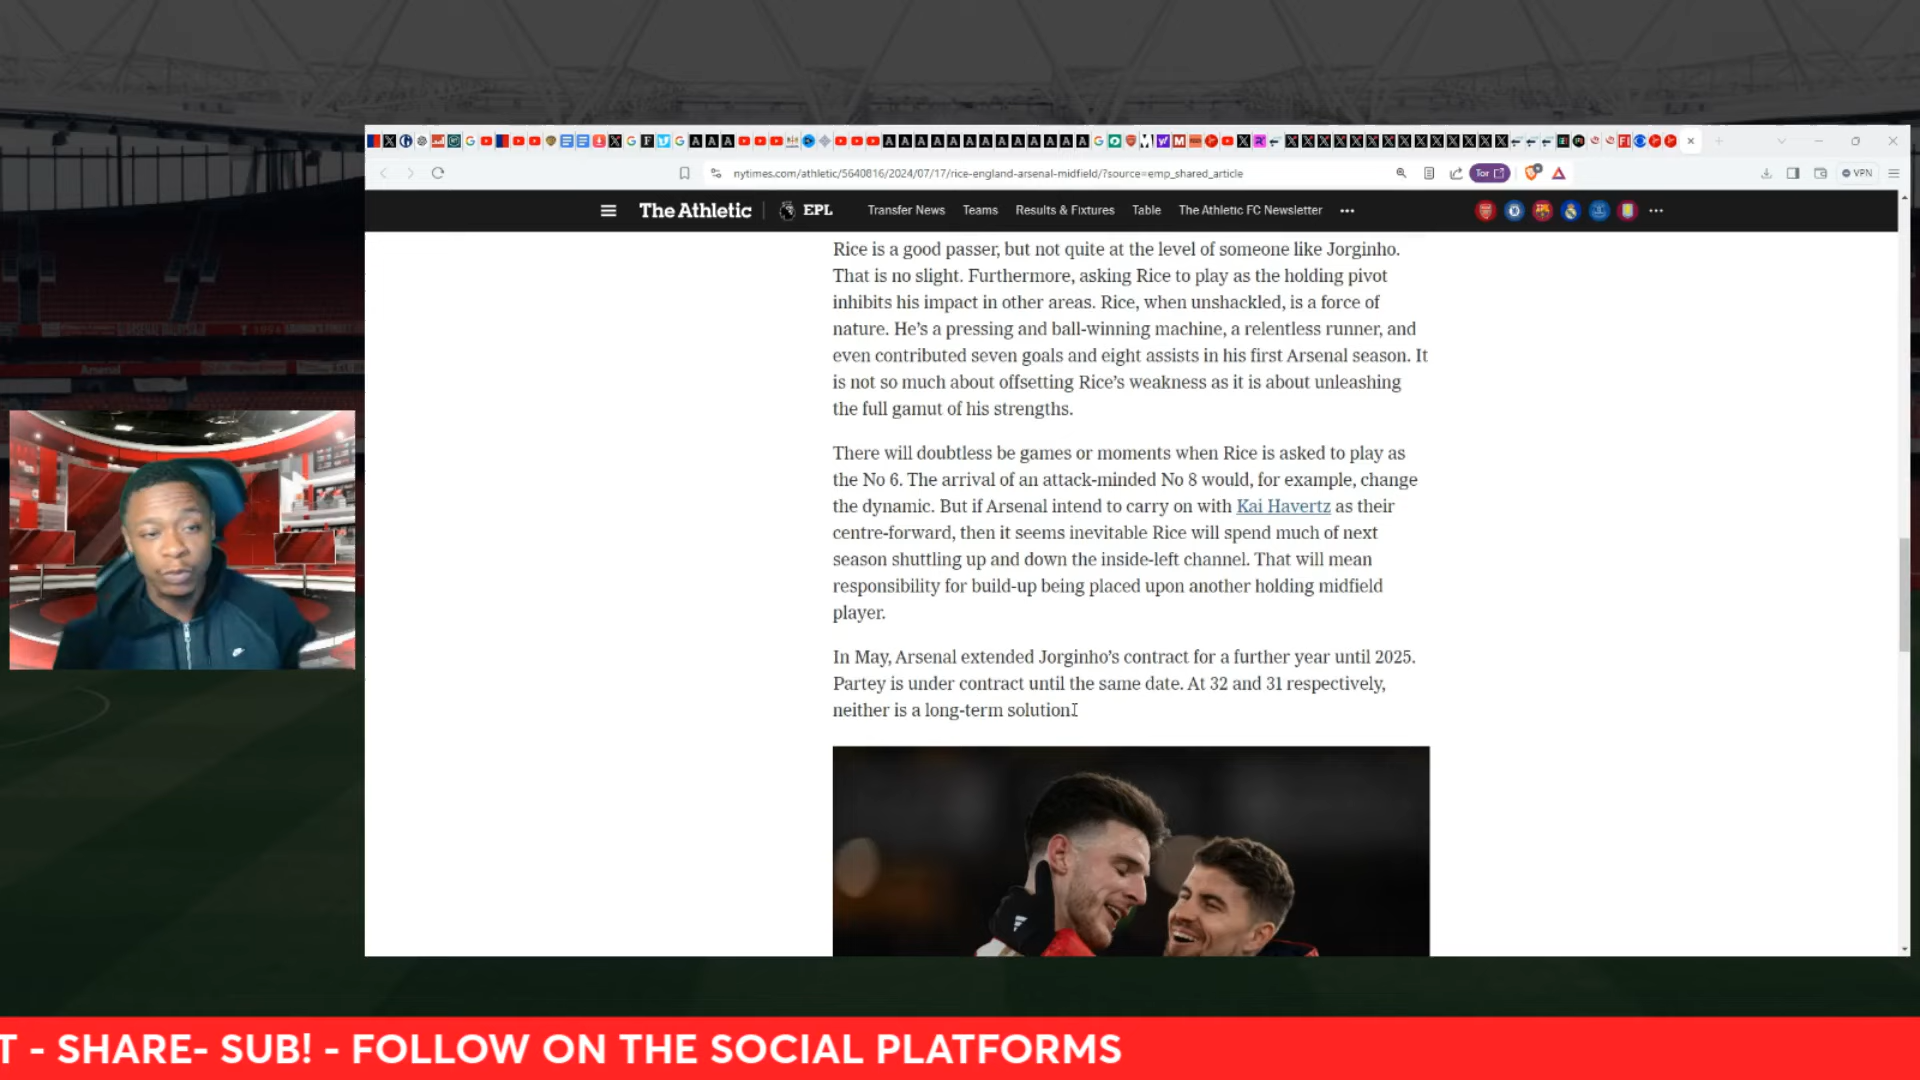 nytimes.com/athletic/5640816/2024/07/17/rice-england-arsenal-midfield/?source=emp_shared_article
Tor
VPN
The Athletic
EPL
Transfer News
Teams
Results & Fixtures
Table
The Athletic FC Newsletter
Rice is a good passer, but not quite at the level of someone like Jorginho.
That is no slight. Furthermore, asking Rice to play as the holding pivot
inhibits his impact in other areas. Rice, when unshackled, is a force of
nature. He’s a pressing and ball-winning machine, a relentless runner, and
even contributed seven goals and eight assists in his first Arsenal season. It
is not so much about offsetting Rice’s weakness as it is about unleashing
the full gamut of his strengths.
There will doubtless be games or moments when Rice is asked to play as
the No 6. The arrival of an attack-minded No 8 would, for example, change
the dynamic. But if Arsenal intend to carry on with Kai Havertz as their
centre-forward, then it seems inevitable Rice will spend much of next
season shuttling up and down the inside-left channel. That will mean
responsibility for build-up being placed upon another holding midfield
player.
In May, Arsenal extended Jorginho’s contract for a further year until 2025.
Partey is under contract until the same date. At 32 and 31 respectively,
neither is a long-term solution.
Arsenal
T - SHARE- SUB! - FOLLOW ON THE SOCIAL PLATFORMS